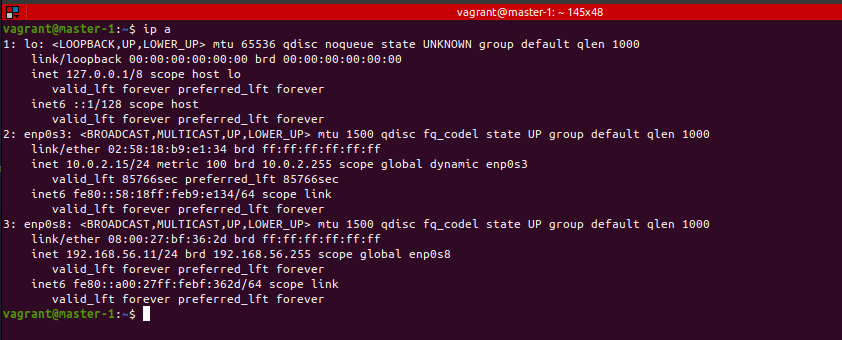 vagrant@master-1: ~ 145x48
vagrant@master-1:~$ ip a
1: lo: <LOOPBACK,UP,LOWER_UP> mtu 65536 qdisc noqueue state UNKNOWN group default qlen 1000
    link/loopback 00:00:00:00:00:00 brd 00:00:00:00:00:00
    inet 127.0.0.1/8 scope host lo
       valid_lft forever preferred_lft forever
    inet6 ::1/128 scope host
       valid_lft forever preferred_lft forever
2: enp0s3: <BROADCAST,MULTICAST,UP,LOWER_UP> mtu 1500 qdisc fq_codel state UP group default qlen 1000
    link/ether 02:58:18:b9:e1:34 brd ff:ff:ff:ff:ff:ff
    inet 10.0.2.15/24 metric 100 brd 10.0.2.255 scope global dynamic enp0s3
       valid_lft 85766sec preferred_lft 85766sec
    inet6 fe80::58:18ff:feb9:e134/64 scope link
       valid_lft forever preferred_lft forever
3: enp0s8: <BROADCAST,MULTICAST,UP,LOWER_UP> mtu 1500 qdisc fq_codel state UP group default qlen 1000
    link/ether 08:00:27:bf:36:2d brd ff:ff:ff:ff:ff:ff
    inet 192.168.56.11/24 brd 192.168.56.255 scope global enp0s8
       valid_lft forever preferred_lft forever
    inet6 fe80::a00:27ff:febf:362d/64 scope link
       valid_lft forever preferred_lft forever
vagrant@master-1:~$